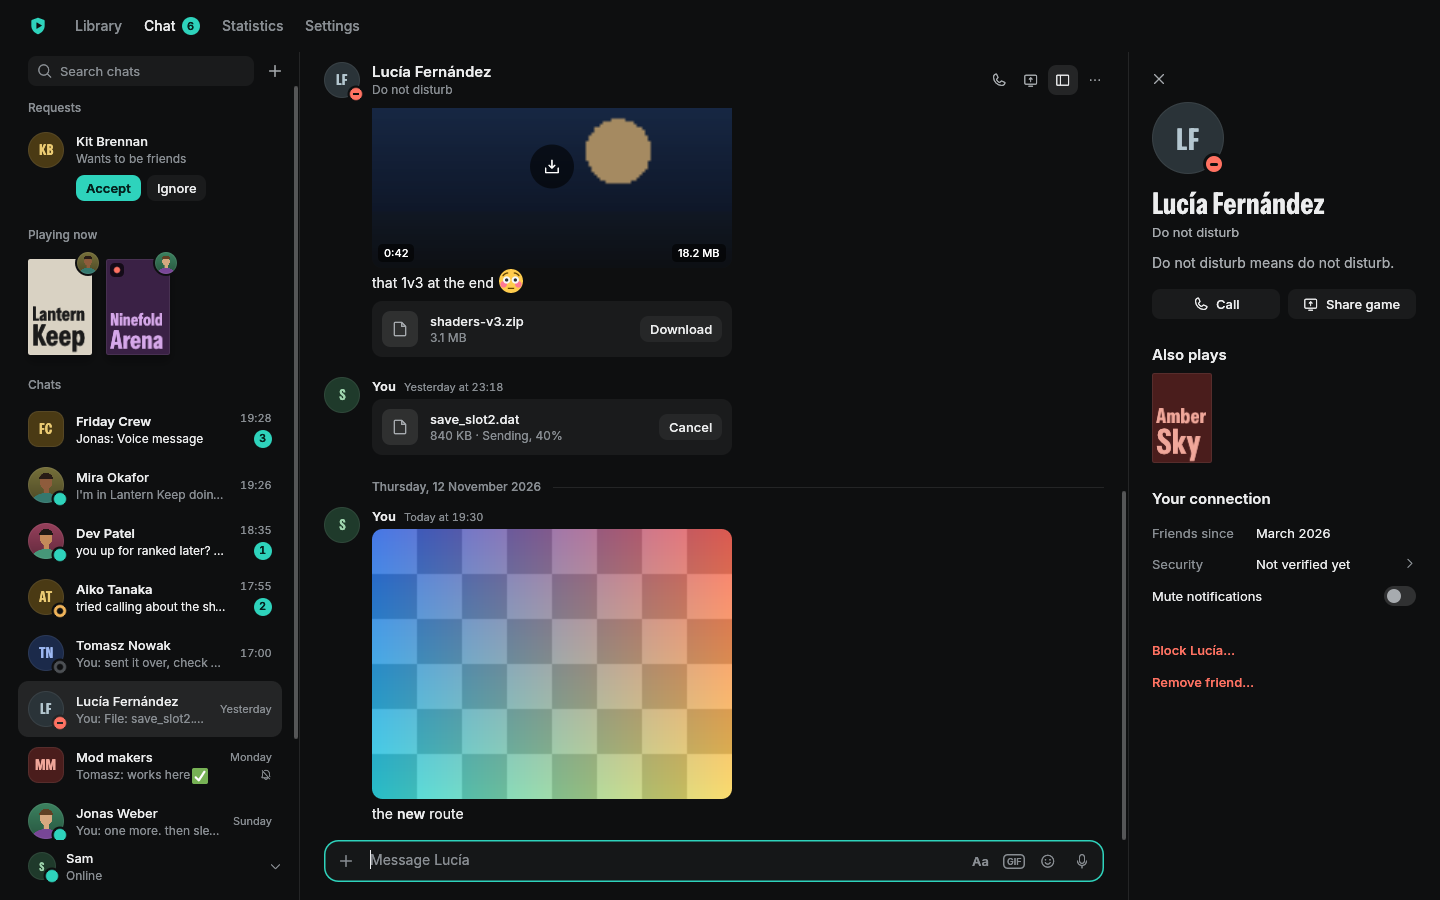 Library
Chat
6
Statistics
Settings
Search chats
Requests
KB
Kit Brennan
Wants to be friends
Accept
Ignore
Playing now
Lantern
Keep
Ninefold
Arena
Chats
FC
Friday Crew
19:28
Jonas: Voice message
3
Mira Okafor
19:26
I'm in Lantern Keep doin...
Dev Patel
18:35
you up for ranked later? ...
1
AT
Aiko Tanaka
17:55
tried calling about the sh...
2
TN
Tomasz Nowak
17:00
You: sent it over, check ...
LF
Lucía Fernández
Yesterday
You: File: save_slot2....
MM
Mod makers
Monday
Tomasz: works here ✅
Jonas Weber
Sunday
You: one more. then sle...
S
Sam
Online
LF
Lucía Fernández
Do not disturb
0:42
18.2 MB
that 1v3 at the end 😳
shaders-v3.zip
3.1 MB
Download
S
You
Yesterday at 23:18
save_slot2.dat
840 KB · Sending, 40%
Cancel
Thursday, 12 November 2026
S
You
Today at 19:30
the new route
Message Lucía
Aa
GIF
LF
Lucía Fernández
Do not disturb
Do not disturb means do not disturb.
Call
Share game
Also plays
Amber
Sky
Your connection
Friends since
March 2026
Security
Not verified yet
Mute notifications
Block Lucía...
Remove friend...